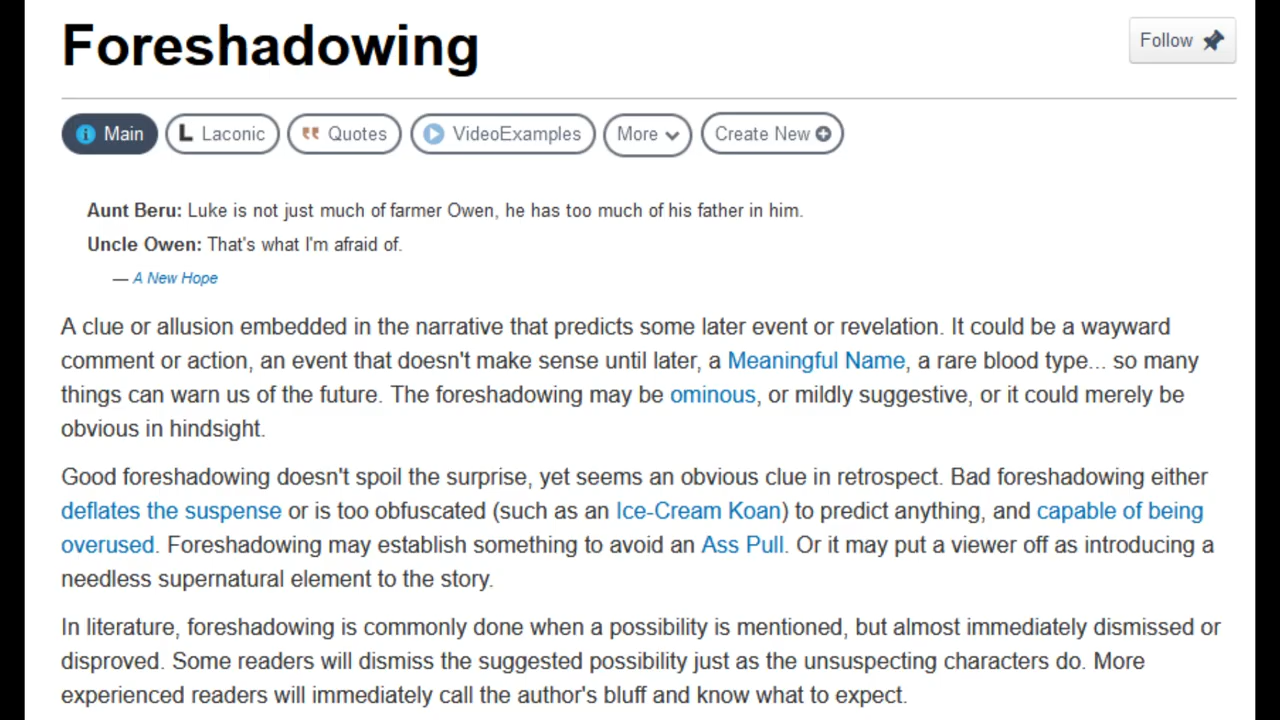 Foreshadowing
Follow
Main
L Laconic
Quotes
VideoExamples
More
Create New
Aunt Beru: Luke is not just much of farmer Owen, he has too much of his father in him.
Uncle Owen: That's what I'm afraid of.
— A New Hope
A clue or allusion embedded in the narrative that predicts some later event or revelation. It could be a wayward
comment or action, an event that doesn't make sense until later, a Meaningful Name, a rare blood type... so many
things can warn us of the future. The foreshadowing may be ominous, or mildly suggestive, or it could merely be
obvious in hindsight.
Good foreshadowing doesn't spoil the surprise, yet seems an obvious clue in retrospect. Bad foreshadowing either
deflates the suspense or is too obfuscated (such as an Ice-Cream Koan) to predict anything, and capable of being
overused. Foreshadowing may establish something to avoid an Ass Pull. Or it may put a viewer off as introducing a
needless supernatural element to the story.
In literature, foreshadowing is commonly done when a possibility is mentioned, but almost immediately dismissed or
disproved. Some readers will dismiss the suggested possibility just as the unsuspecting characters do. More
experienced readers will immediately call the author's bluff and know what to expect.